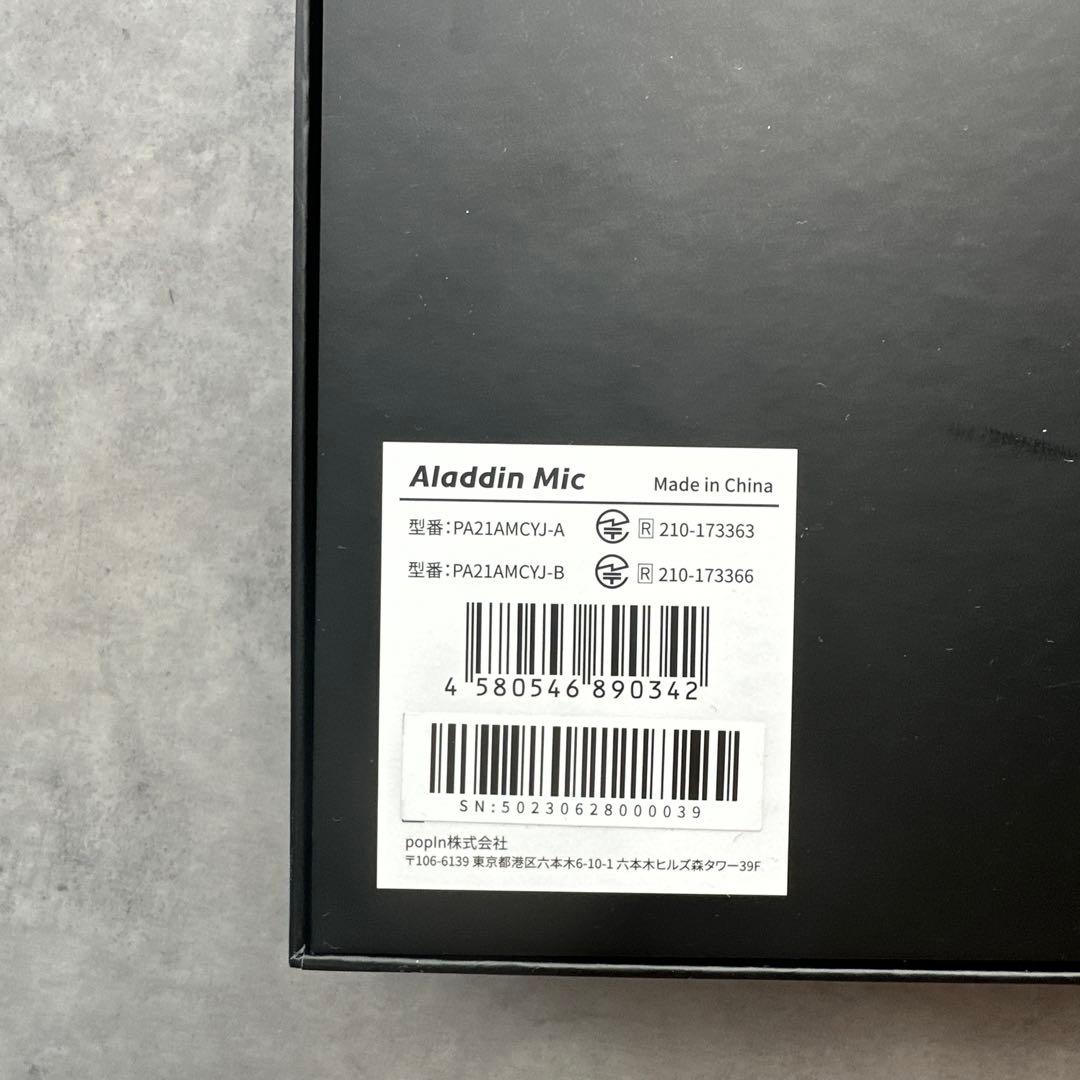 Aladdin Mic Made in China
型番:PA21AMCYJ-A R 210-173363
型番:PA21AMCYJ-B R 210-173366
4 580546 890342
SN:50230628000039
popIn株式会社
〒106-6139 東京都港区六本木6-10-1 六本木ヒルズ森タワー39F